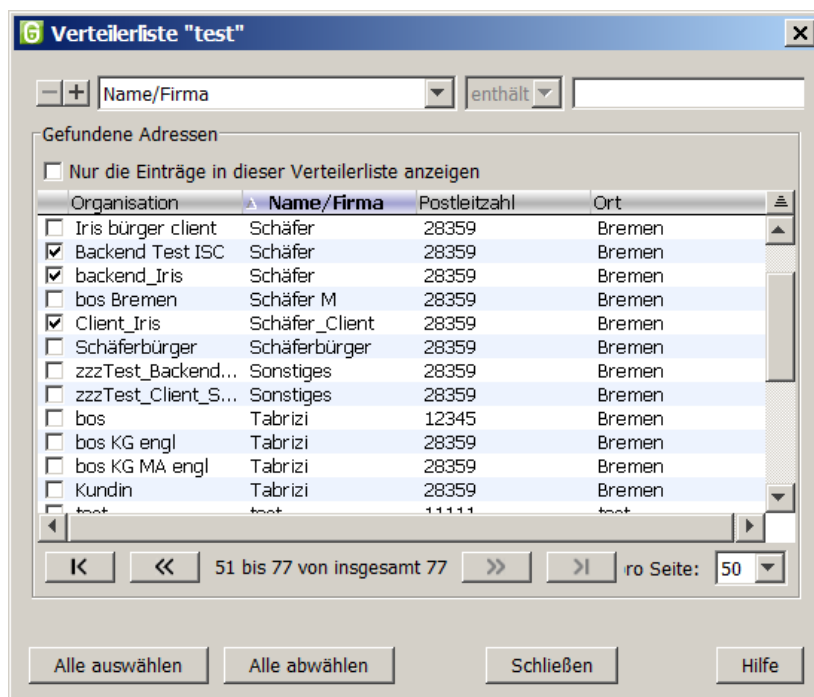 G Verteilerliste "test"
Name/Firma enthält
Gefundene Adressen
Nur die Einträge in dieser Verteilerliste anzeigen
Organisation Name/Firma Postleitzahl Ort
Iris bürger client Schäfer 28359 Bremen
Backend Test ISC Schäfer 28359 Bremen
backend_Iris Schäfer 28359 Bremen
bos Bremen Schäfer M 28359 Bremen
Client_Iris Schäfer_Client 28359 Bremen
Schäferbürger Schäferbürger 28359 Bremen
zzzTest_Backend... Sonstiges 28359 Bremen
zzzTest_Client_S... Sonstiges 28359 Bremen
bos Tabrizi 12345 Bremen
bos KG engl Tabrizi 28359 Bremen
bos KG MA engl Tabrizi 28359 Bremen
Kundin Tabrizi 28359 Bremen
51 bis 77 von insgesamt 77 ro Seite: 50
Alle auswählen Alle abwählen Schließen Hilfe